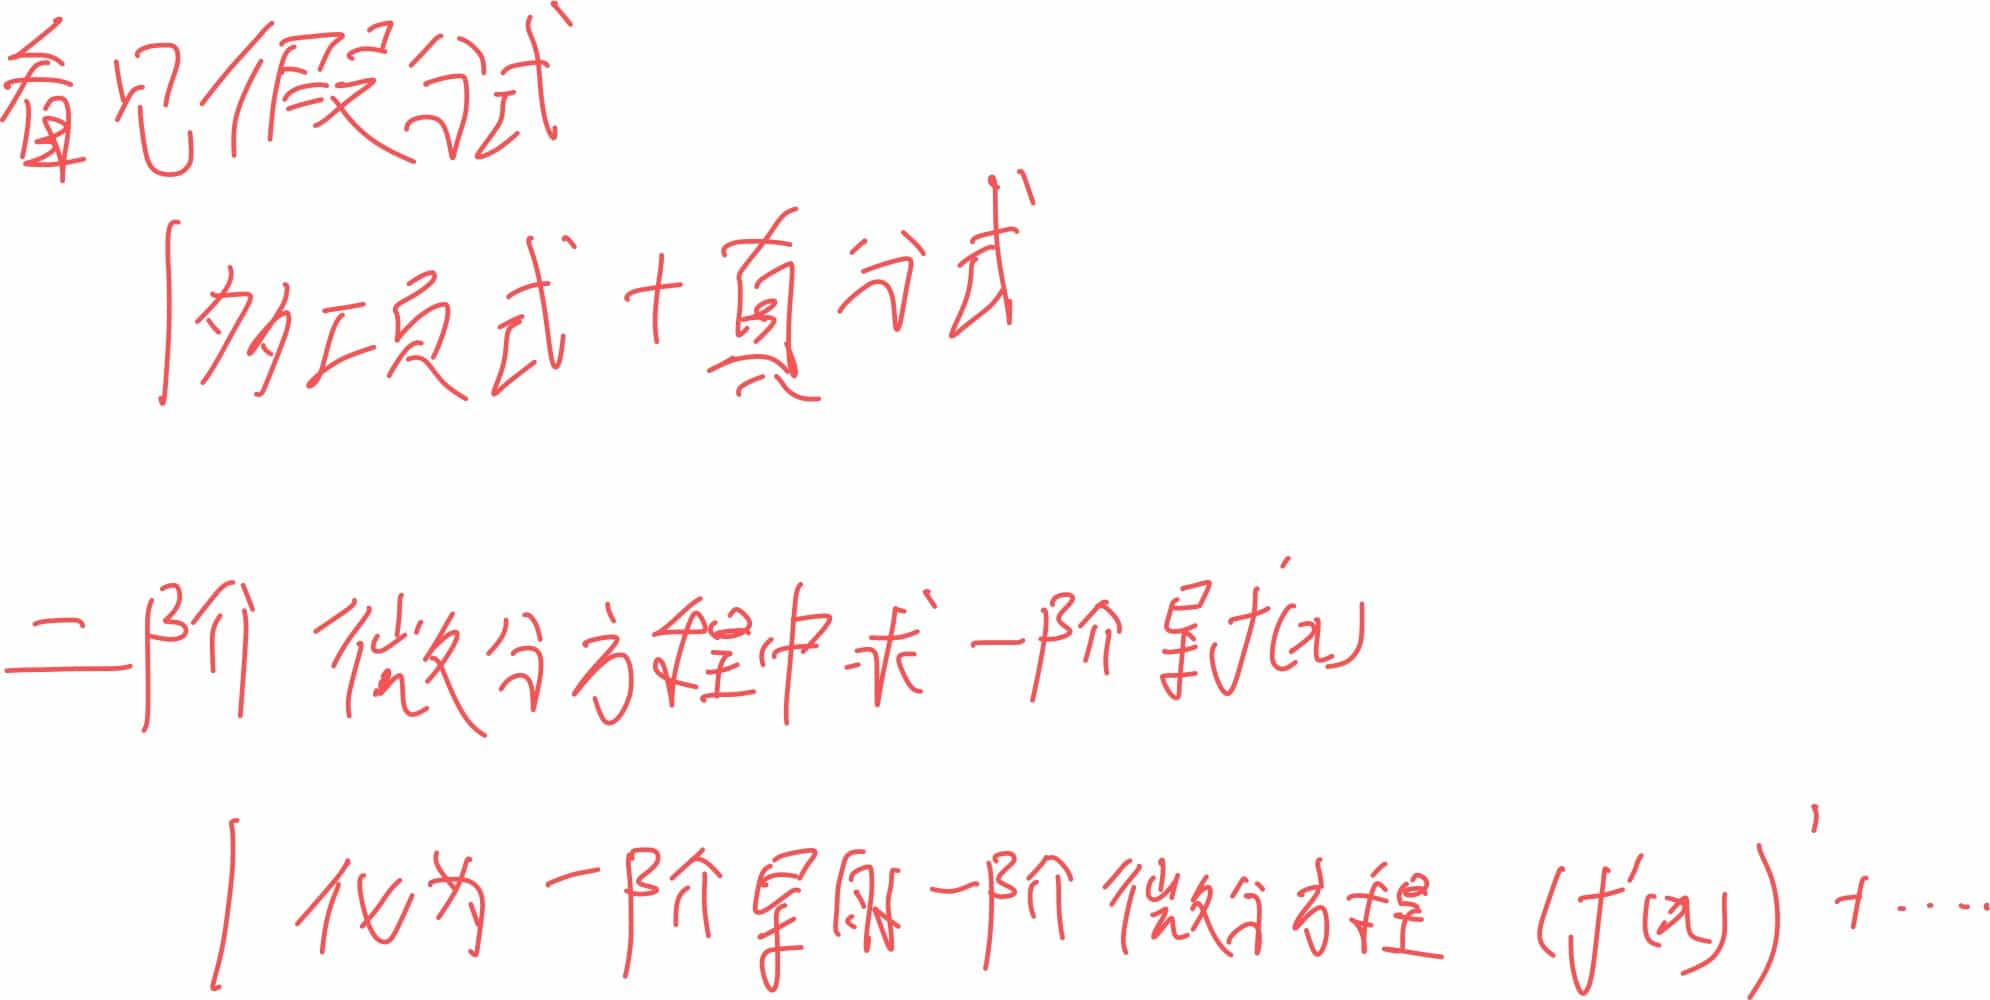 看见假分式
多项式+真分式
二阶微分方程中求一阶导f'(x)
化为一阶导的一阶微分方程 (f'(x))'+……